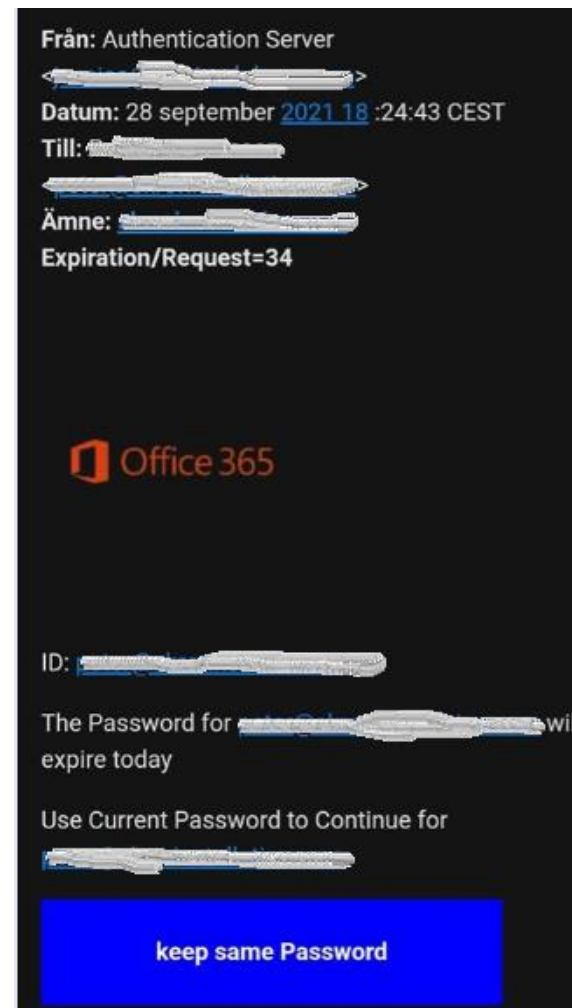 Från: Authentication Server
Datum: 28 september 2021 18 :24:43 CEST
Till:
Ämne:
Expiration/Request=34
Office 365
ID:
The Password for wil
expire today
Use Current Password to Continue for
keep same Password